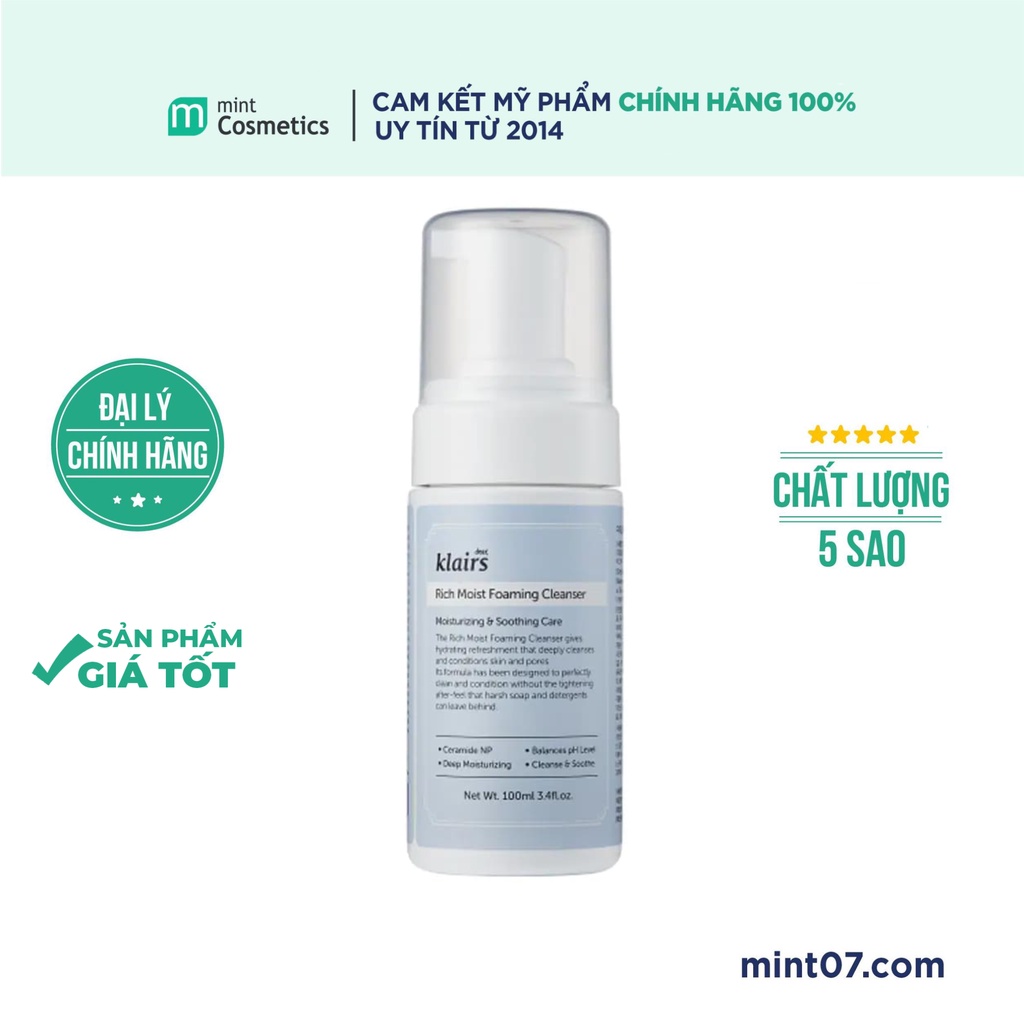 mint
Cosmetics
CAM KẾT MỸ PHẨM CHÍNH HÃNG 100%
UY TÍN TỪ 2014
ĐẠI LÝ
CHÍNH HÃNG
CHẤT LƯỢNG
5 SAO
SẢN PHẨM
GIÁ TỐT
dear,
klairs
Rich Moist Foaming Cleanser
Moisturizing & Soothing Care
The Rich Moist Foaming Cleanser gives
hydrating refreshment that deeply cleanses
and conditions skin and pores
Its formula has been designed to perfectly
clean and condition without the tightening
after-feel that harsh soap and detergents
can leave behind.
• Ceramide NP
• Balances pH Level
• Deep Moisturizing
• Cleanse & Soothe
Net Wt. 100ml 3.4fl.oz.
mint07.com